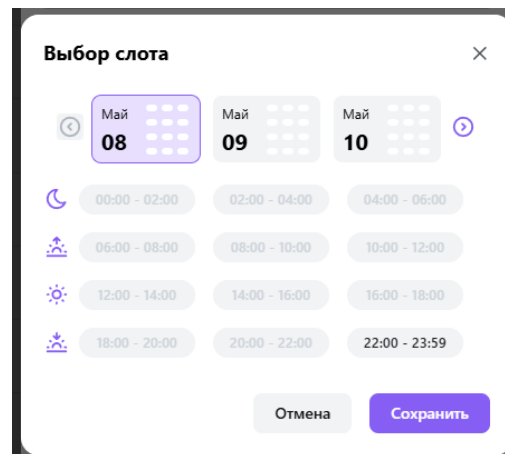 Выбор слота
Май Май Май
08 09 10
00:00 - 02:00 02:00 - 04:00 04:00 - 06:00
06:00 - 08:00 08:00 - 10:00 10:00 - 12:00
12:00 - 14:00 14:00 - 16:00 16:00 - 18:00
18:00 - 20:00 20:00 - 22:00 22:00 - 23:59
Отмена Сохранить